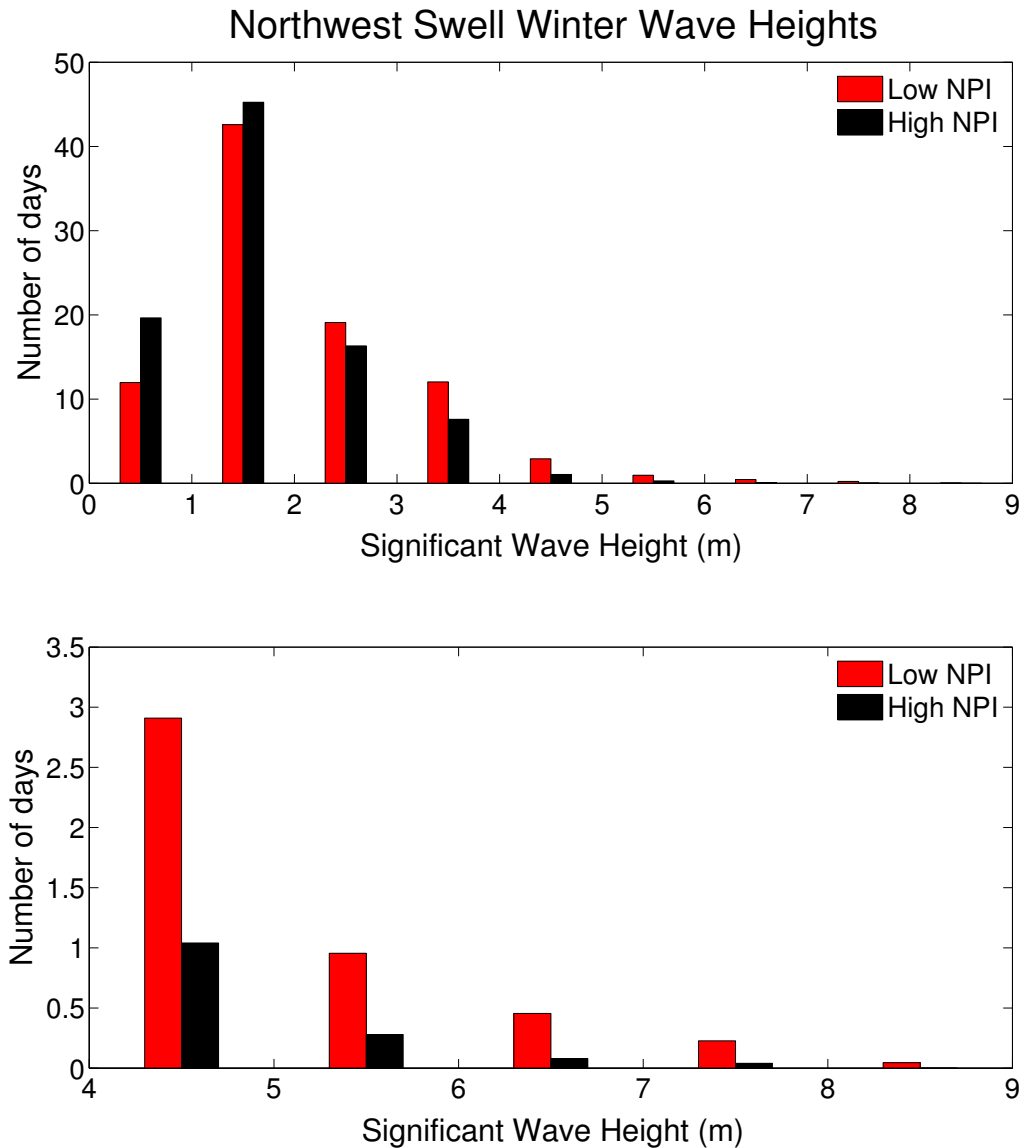 Northwest Swell Winter Wave Heights
50
40
30
20
10
0
Number of days
Low NPI
High NPI
0 1 2 3 4 5 6 7 8 9
Significant Wave Height (m)
3.5
3
2.5
2
1.5
1
0.5
0
Number of days
Low NPI
High NPI
4 5 6 7 8 9
Significant Wave Height (m)